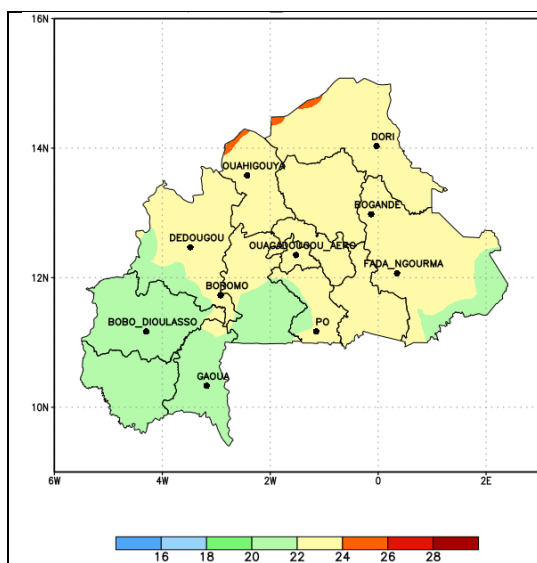 16N
14N
12N
10N
6W 4W 2W 0 2E
DORI
OUAHIGOUYA
BOGANDE
DEDOUGOU
OUAGADOUGOU_AERO
FADA_NGOURMA
BOROMO
BOBO_DIOULASSO
PO
GAOUA
16 18 20 22 24 26 28